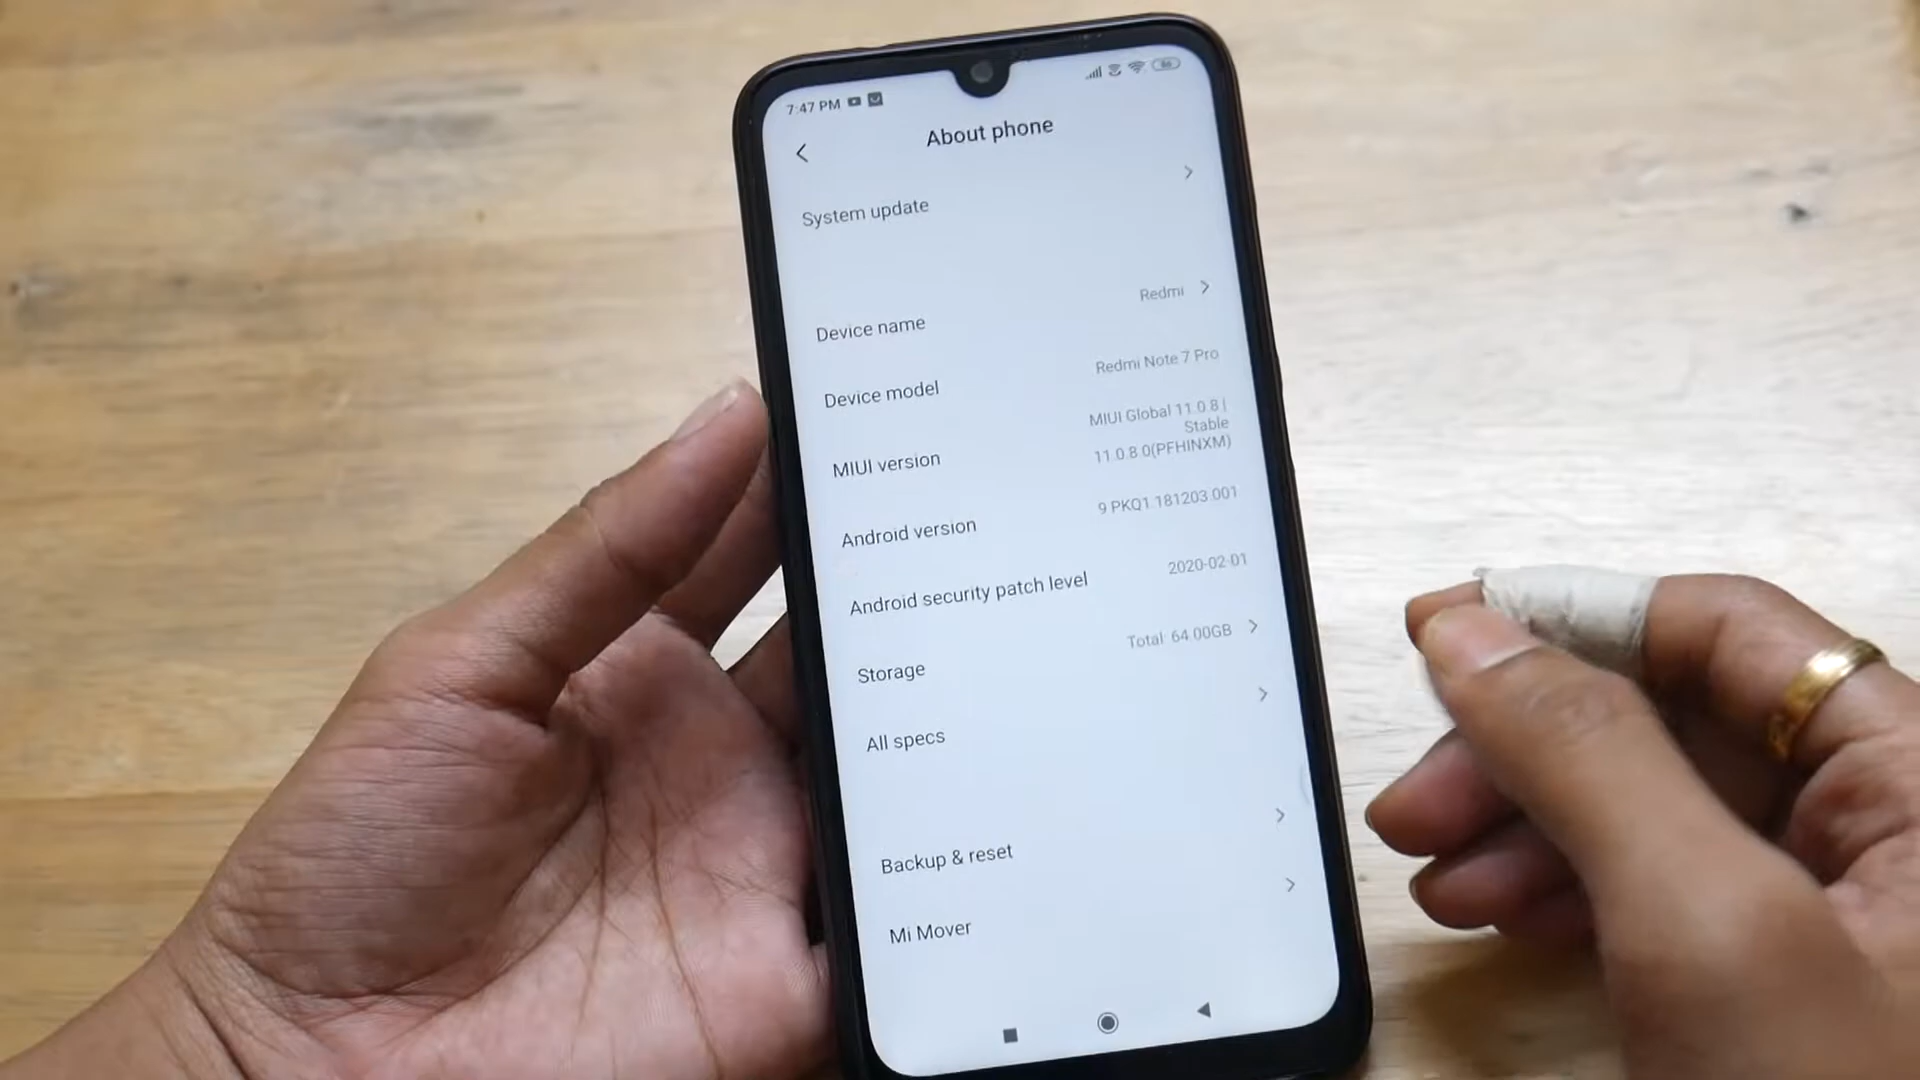 7:47 PM
86
About phone
System update
Device name
Redmi
Device model
Redmi Note 7 Pro
MIUI version
MIUI Global 11.0.8 |
Stable
11.0.8.0(PFHINXM)
Android version
9 PKQ1.181203.001
Android security patch level
2020-02-01
Storage
Total: 64.00GB
All specs
Backup & reset
Mi Mover